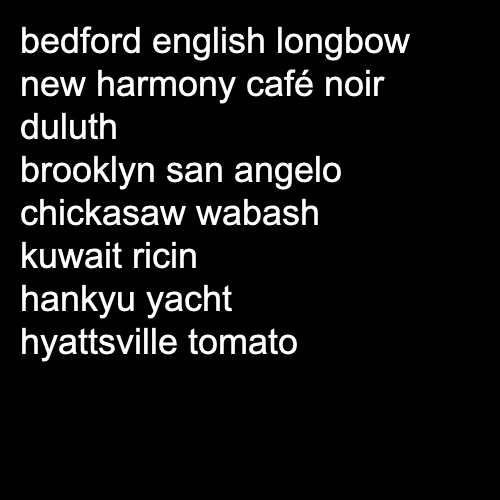 bedford english longbow
new harmony café noir
duluth
brooklyn san angelo
chickasaw wabash
kuwait ricin
hankyu yacht
hyattsville tomato